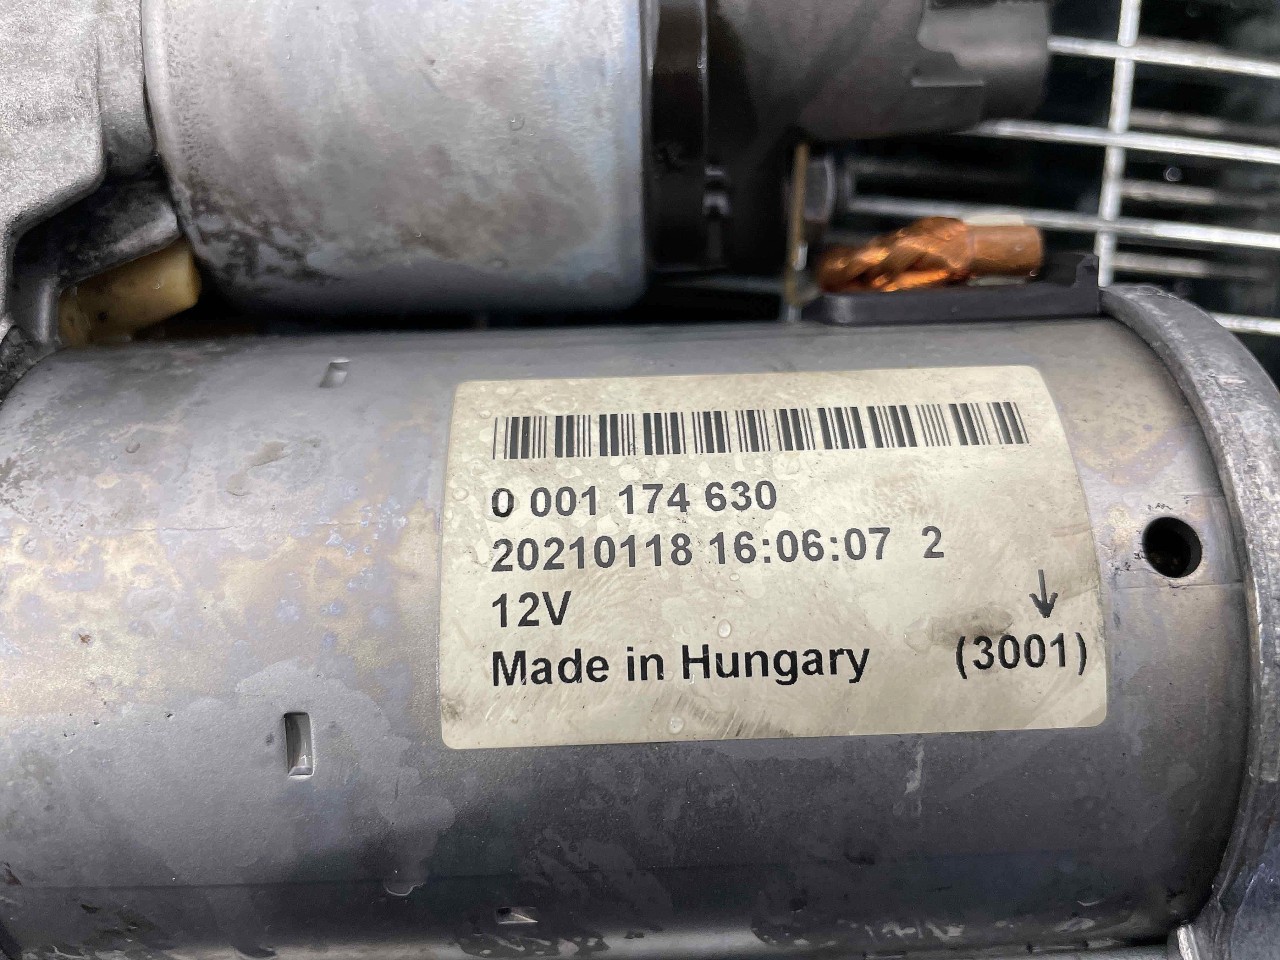 0 001 174 630
20210118 16:06:07 2
12V ↓
Made in Hungary (3001)